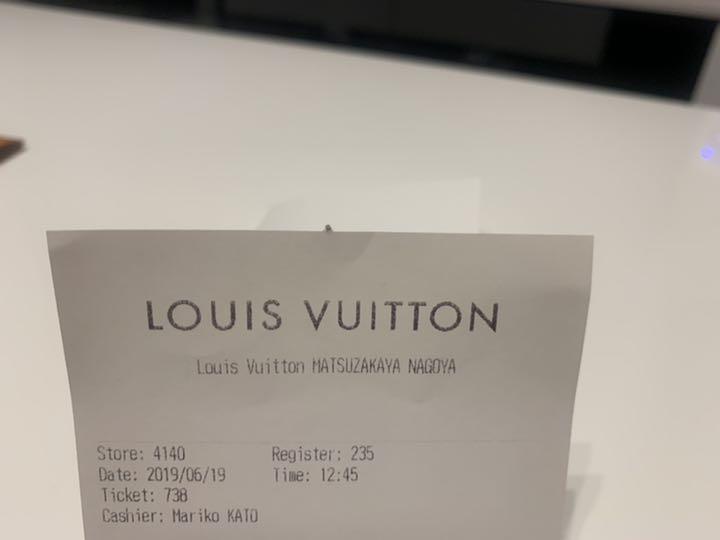 LOUIS VUITTON
Louis Vuitton MATSUZAKAYA NAGOYA
Store: 4140 Register: 235
Date: 2019/06/19 Time: 12:45
Ticket: 738
Cashier: Mariko KATO